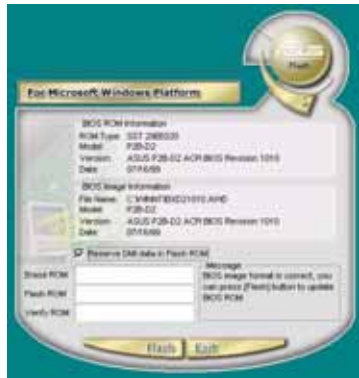 Flash
For Microsoft Windows Platform
BIOS ROM Information
ROM Type SST 29EE020
Model P2B-D2
Version ASUS P2B-D2 ACPI BIOS Revision 1010
Date 07/16/99
BIOS Image Information
File Name
Model P2B-D2
Version ASUS P2B-D2 ACPI BIOS Revision 1010
Date 07/16/99
Reserve DMI data in Flash ROM
Erase ROM
Flash ROM
Verify ROM
Message
BIOS image format is correct, you
can press [Flash] button to update
BIOS ROM
Flash Exit